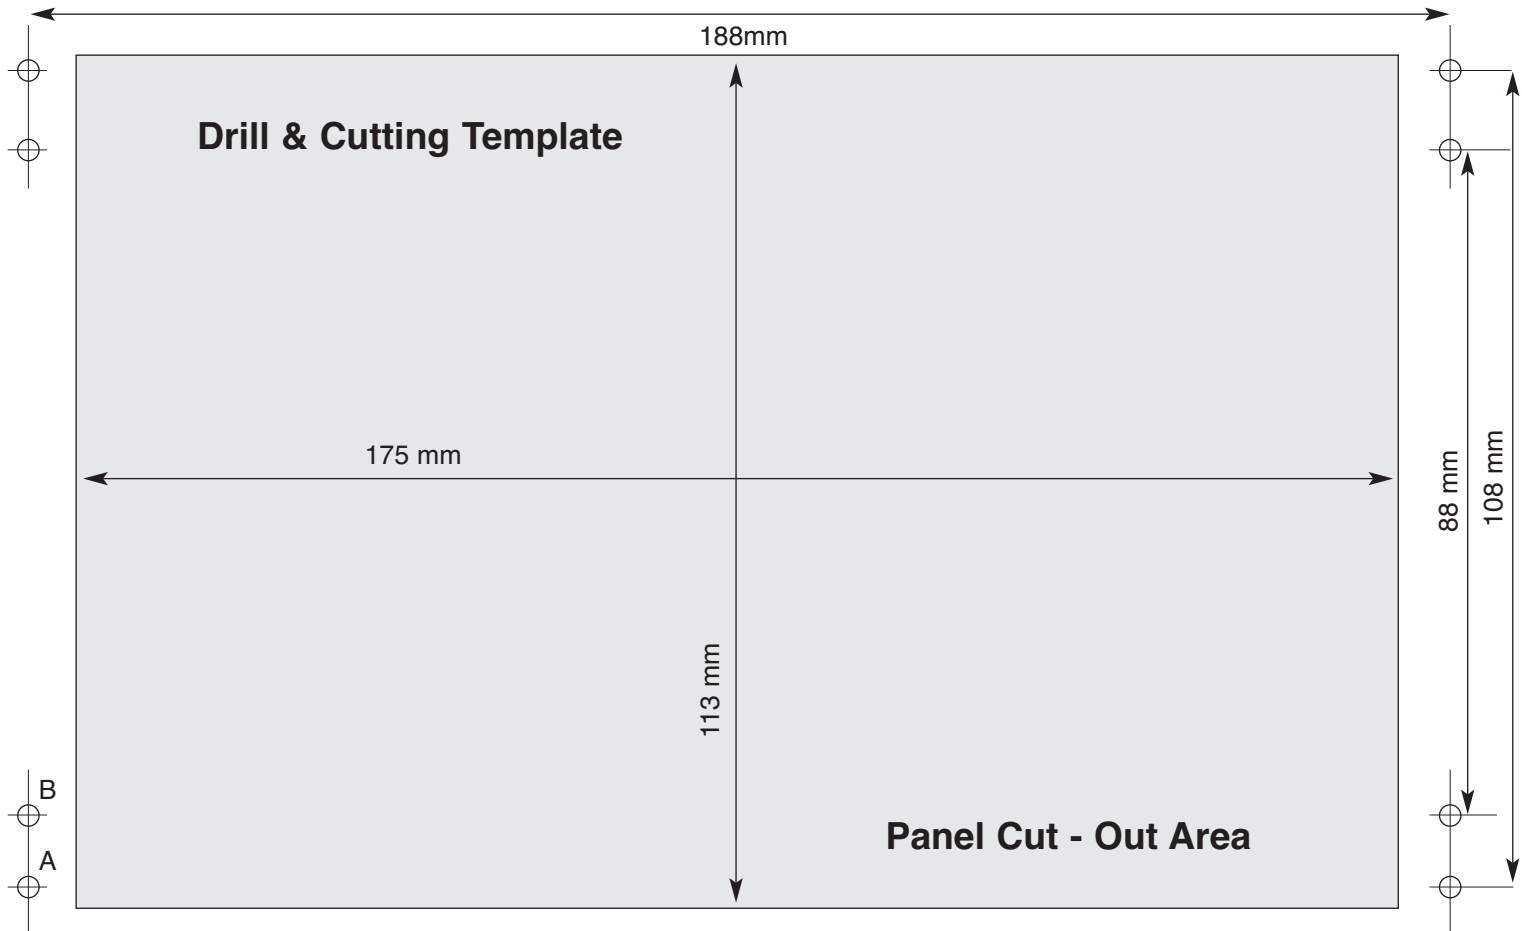 188mm
Drill & Cutting Template
175 mm
88 mm
108 mm
113 mm
B
Panel Cut - Out Area
A